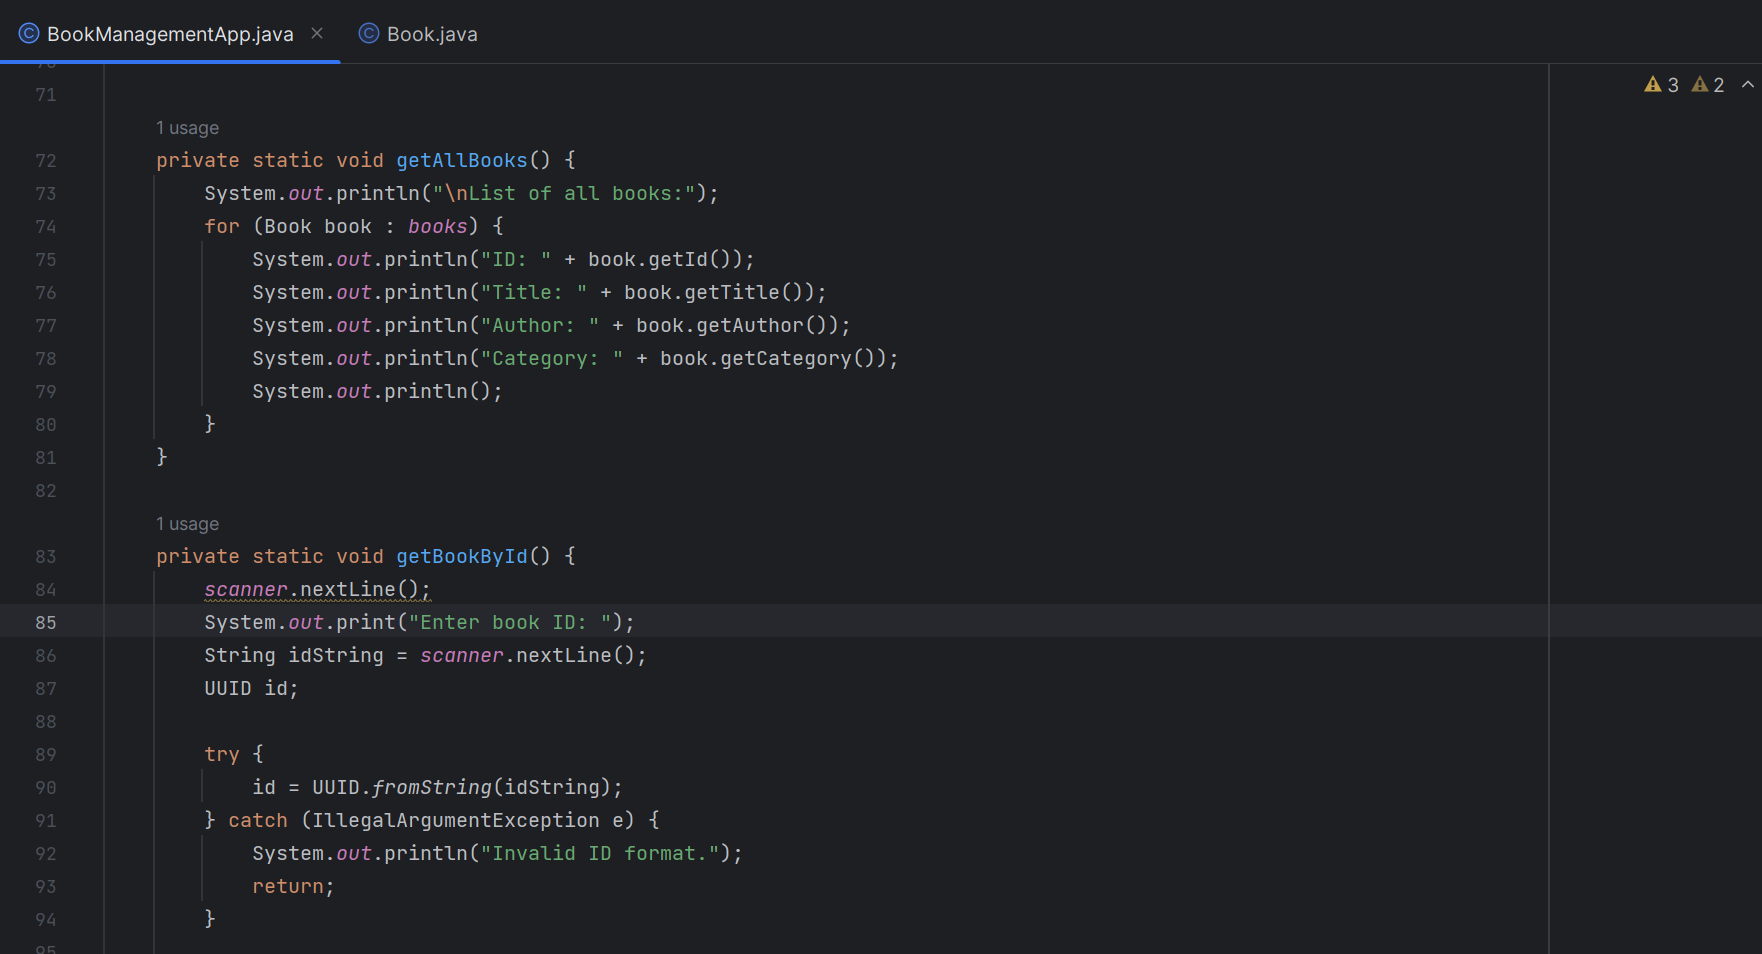 BookManagementApp.java Book.java
71 3 2
1 usage
72 private static void getAllBooks() {
73 System.out.println("\nList of all books:");
74 for (Book book : books) {
75 System.out.println("ID: " + book.getId());
76 System.out.println("Title: " + book.getTitle());
77 System.out.println("Author: " + book.getAuthor());
78 System.out.println("Category: " + book.getCategory());
79 System.out.println();
80 }
81 }
82
1 usage
83 private static void getBookById() {
84 scanner.nextLine();
85 System.out.print("Enter book ID: ");
86 String idString = scanner.nextLine();
87 UUID id;
88
89 try {
90 id = UUID.fromString(idString);
91 } catch (IllegalArgumentException e) {
92 System.out.println("Invalid ID format.");
93 return;
94 }
95